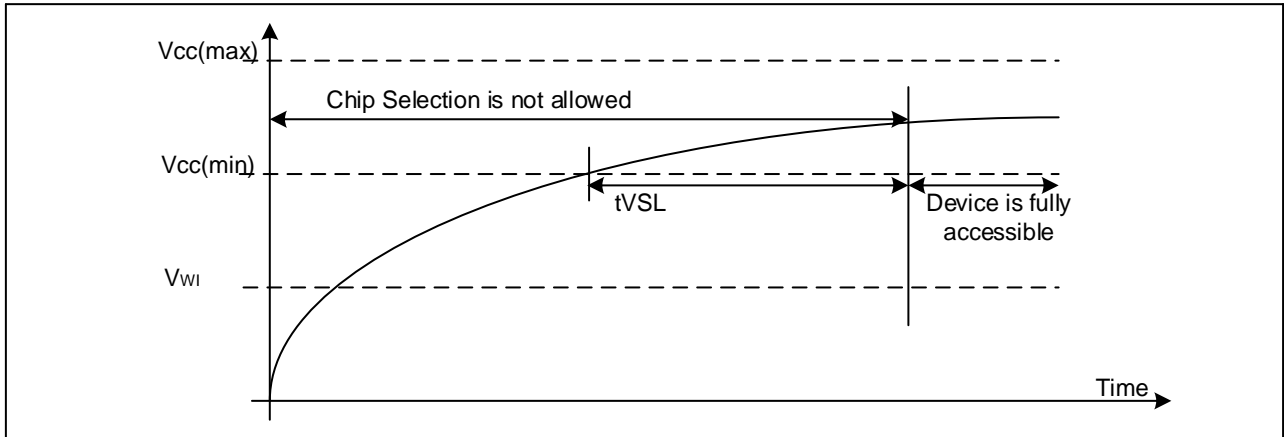 Vcc(max)
Chip Selection is not allowed
Vcc(min)
tVSL
Device is fully
accessible
VWI
Time